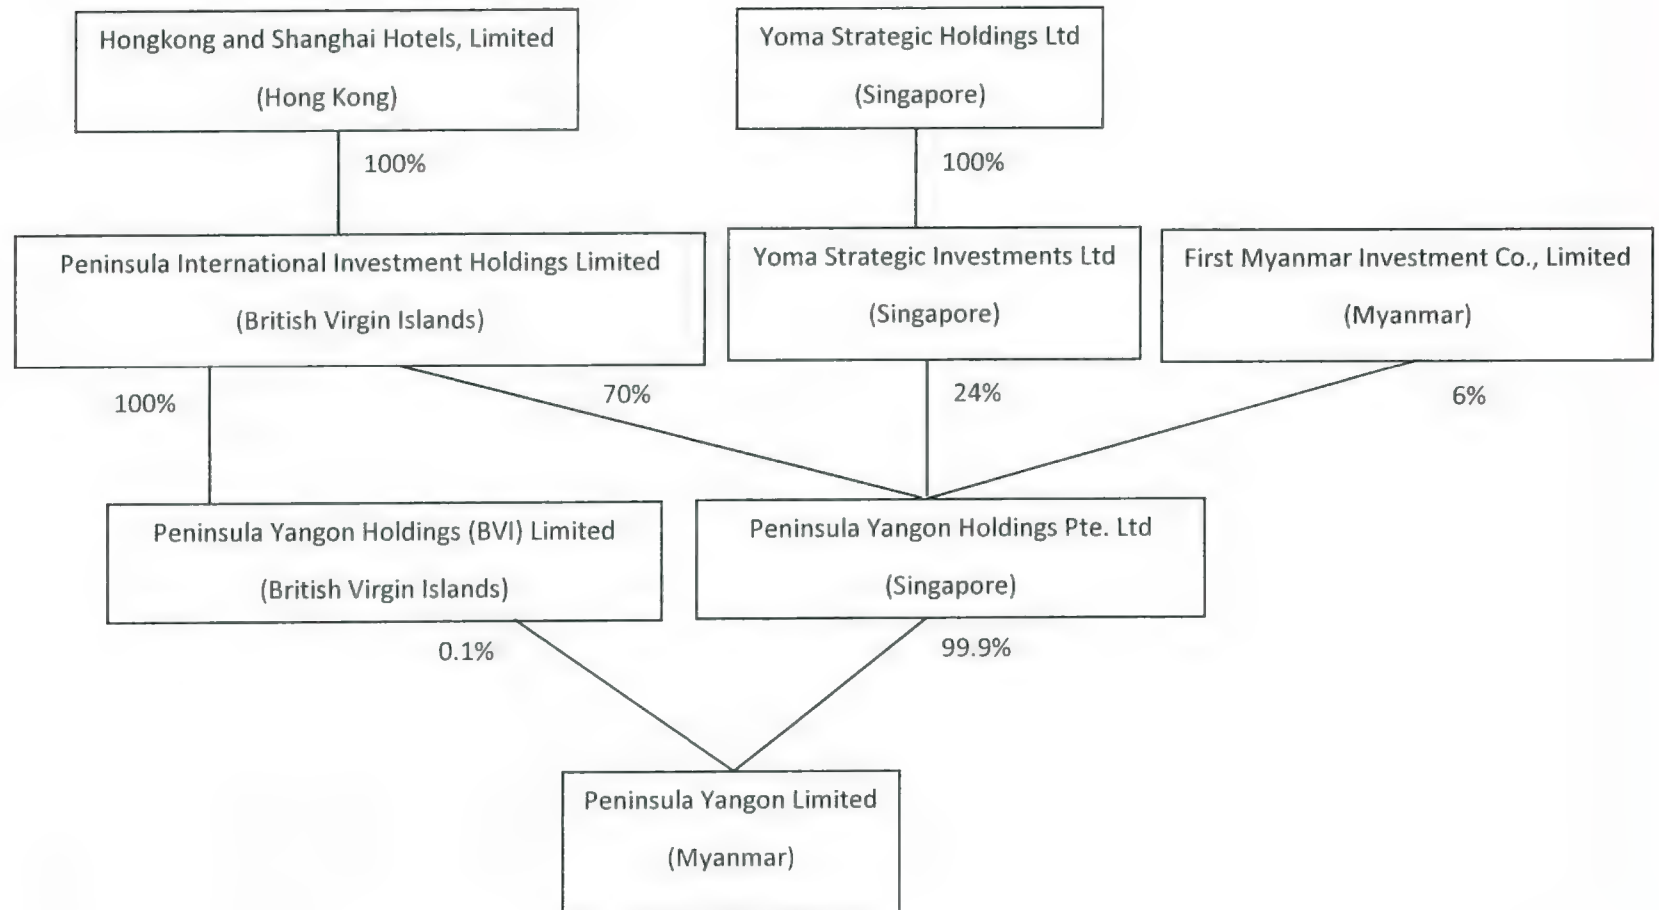 Hongkong and Shanghai Hotels, Limited
(Hong Kong)
Yoma Strategic Holdings Ltd
(Singapore)
100%
100%
Peninsula International Investment Holdings Limited
(British Virgin Islands)
Yoma Strategic Investments Ltd
(Singapore)
First Myanmar Investment Co., Limited
(Myanmar)
100%
70%
24%
6%
Peninsula Yangon Holdings (BVI) Limited
(British Virgin Islands)
Peninsula Yangon Holdings Pte. Ltd
(Singapore)
0.1%
99.9%
Peninsula Yangon Limited
(Myanmar)